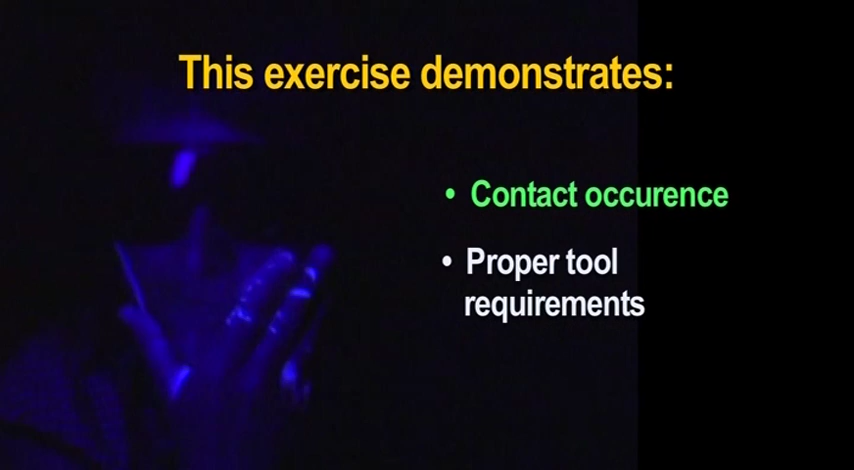 This exercise demonstrates:
• Contact occurence
• Proper tool
requirements